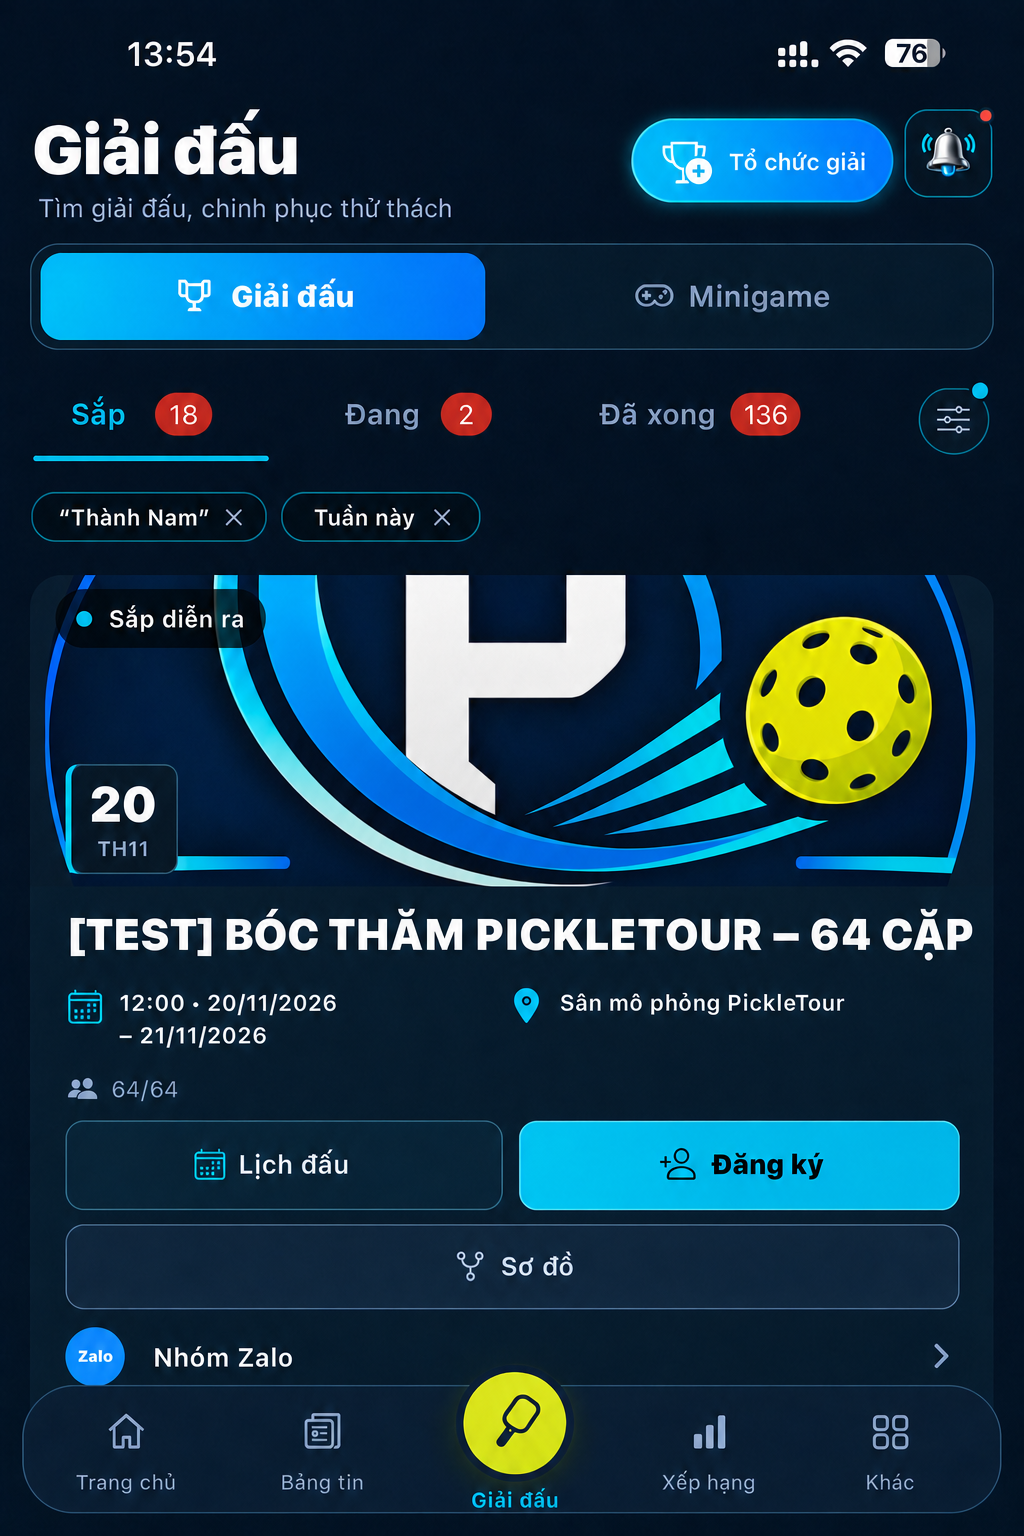 13:54
76
Giải đấu
Tìm giải đấu, chinh phục thử thách
Tổ chức giải
Giải đấu
Minigame
Sắp 18
Đang 2
Đã xong 136
“Thành Nam”
Tuần này
Sắp diễn ra
20
TH11
[TEST] BÓC THĂM PICKLETOUR – 64 CẶP
12:00 • 20/11/2026
– 21/11/2026
Sân mô phỏng PickleTour
64/64
Lịch đấu
Đăng ký
Sơ đồ
Zalo
Nhóm Zalo
Trang chủ
Bảng tin
Giải đấu
Xếp hạng
Khác